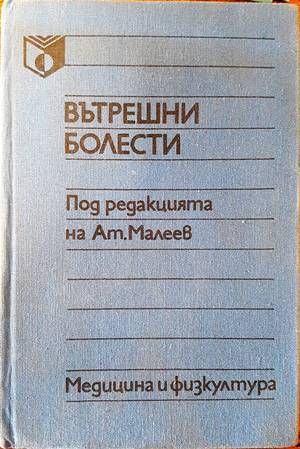 ВЪТРЕШНИ
БОЛЕСТИ
Под редакцията
на Ат. Малеев
Медицина и физкултура